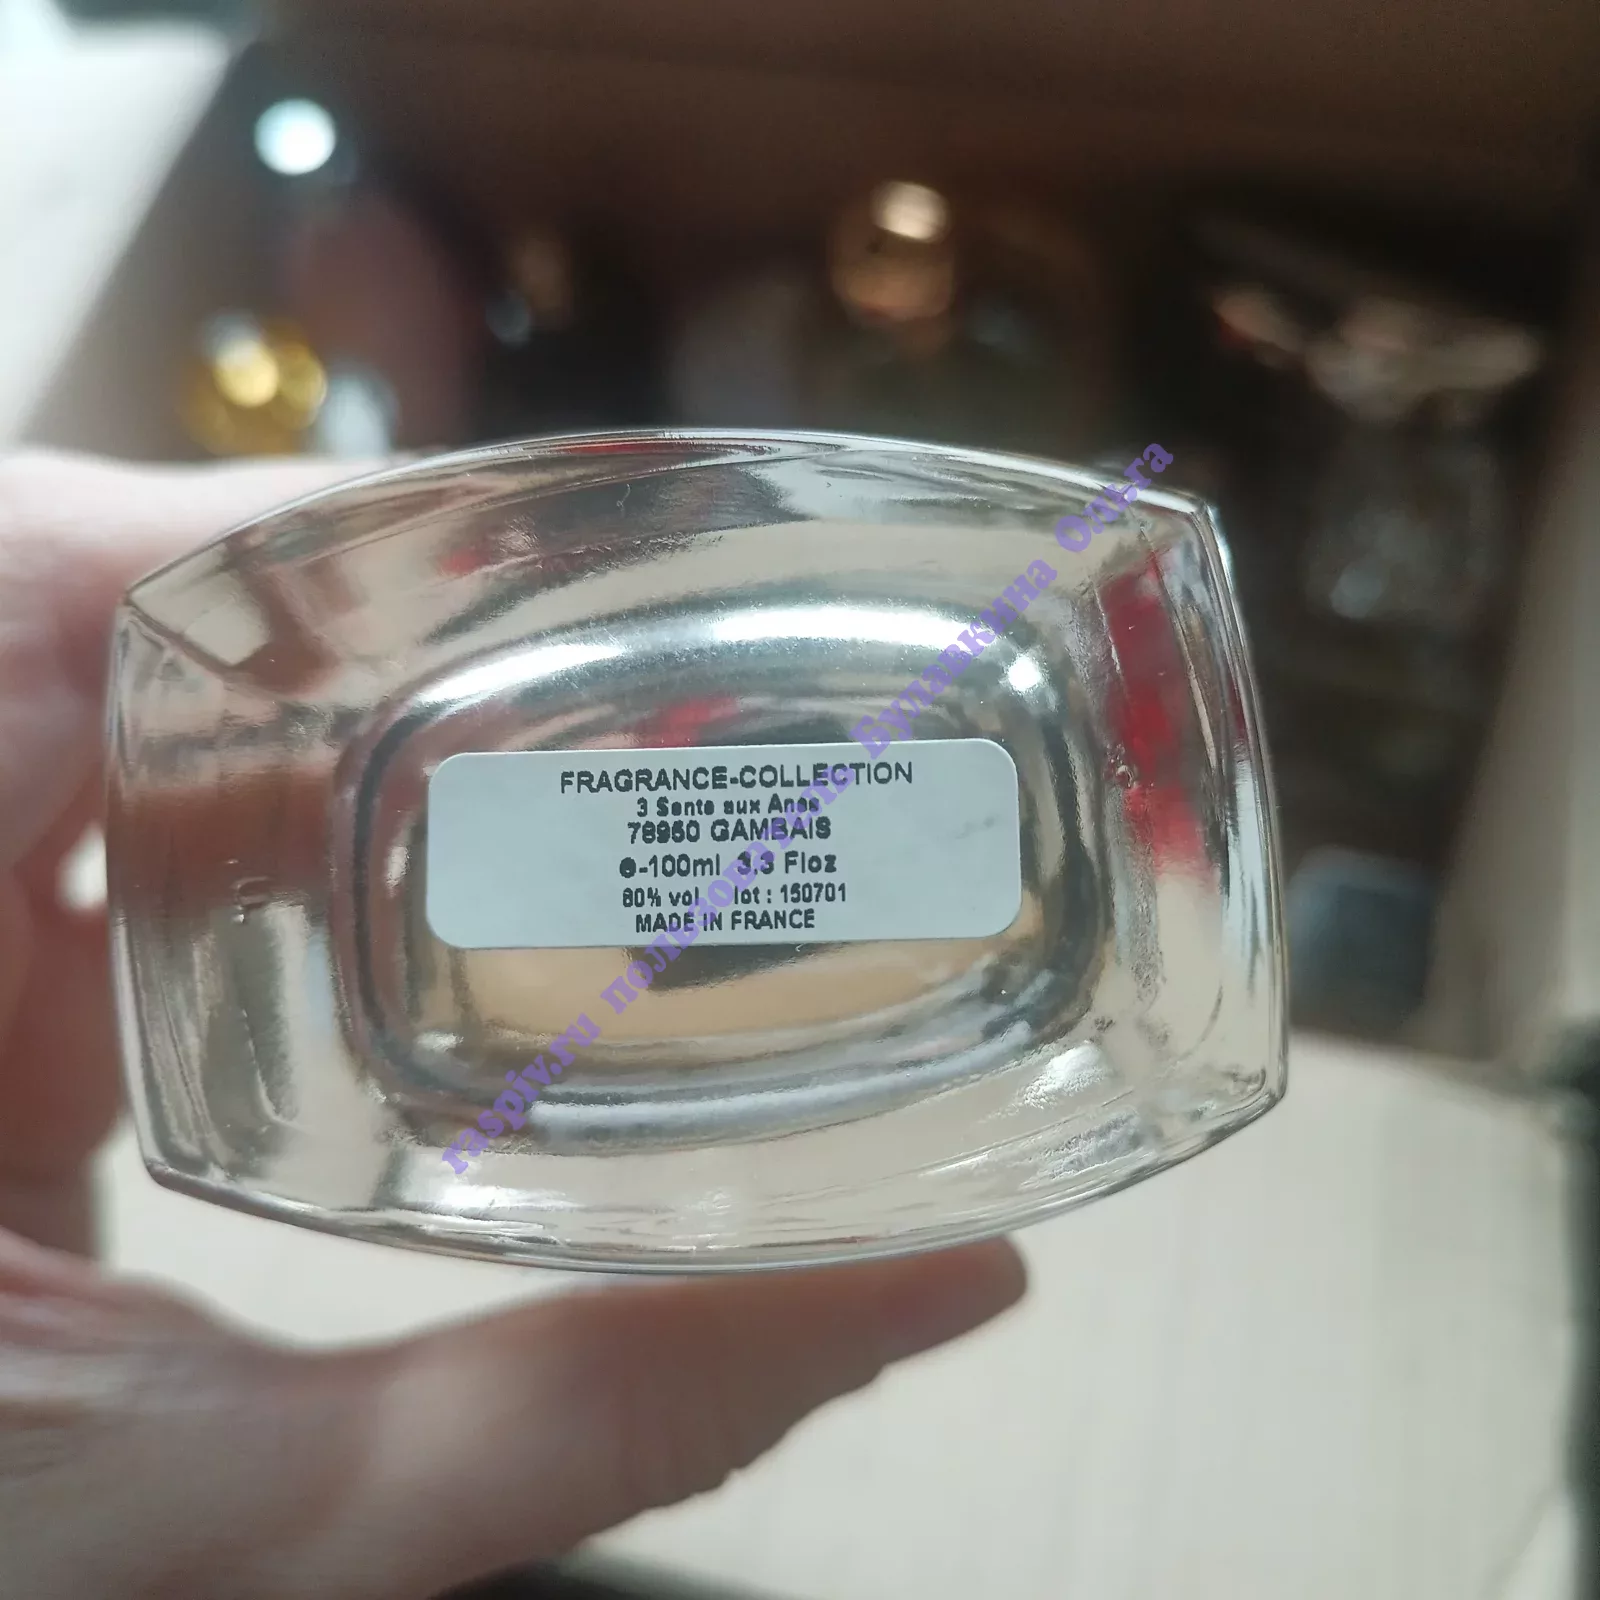 FRAGRANCE-COLLECTION
3 Sente aux Anes
78950 GAMBAIS
e-100ml 3.3 Floz
80% vol lot : 150701
MADE IN FRANCE
raspiv.ru пользователь Булавкина Ольга